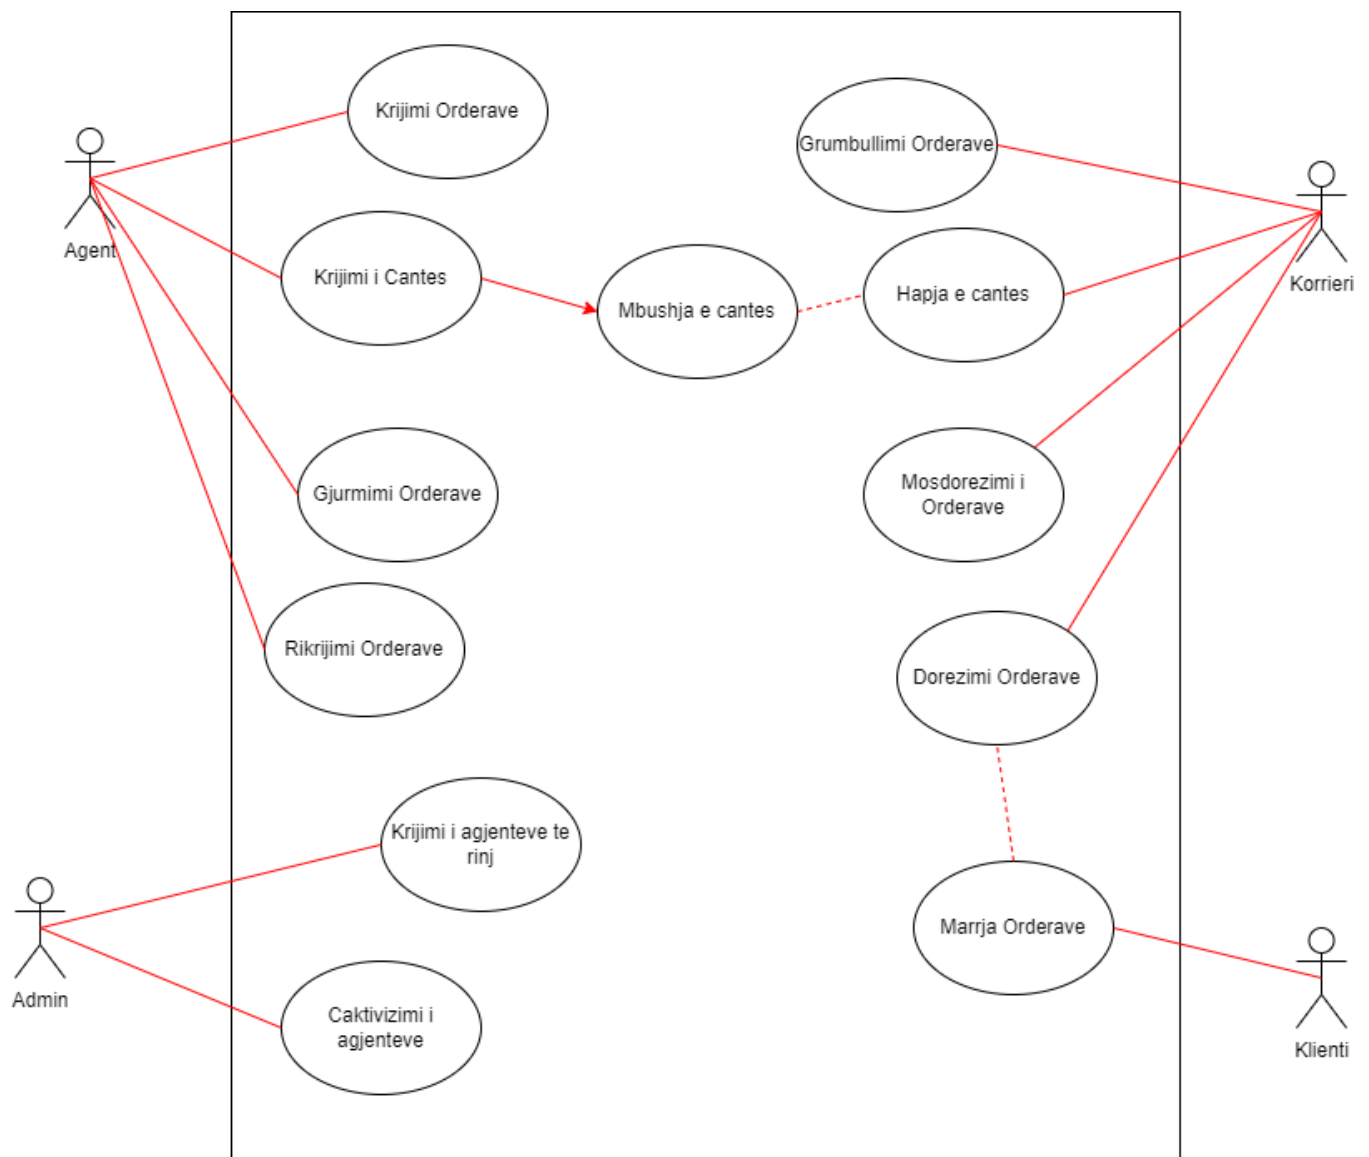 Krijimi Orderave
Grumbullimi Orderave
Agent
Krijimi i Cantes
Mbushja e cantes
Hapja e cantes
Korrieri
Gjurmimi Orderave
Mosdorezimi i
Orderave
Rikrijimi Orderave
Dorezimi Orderave
Krijimi i agjenteve te
rinj
Marrja Orderave
Admin
Caktivizimi i
agjenteve
Klienti